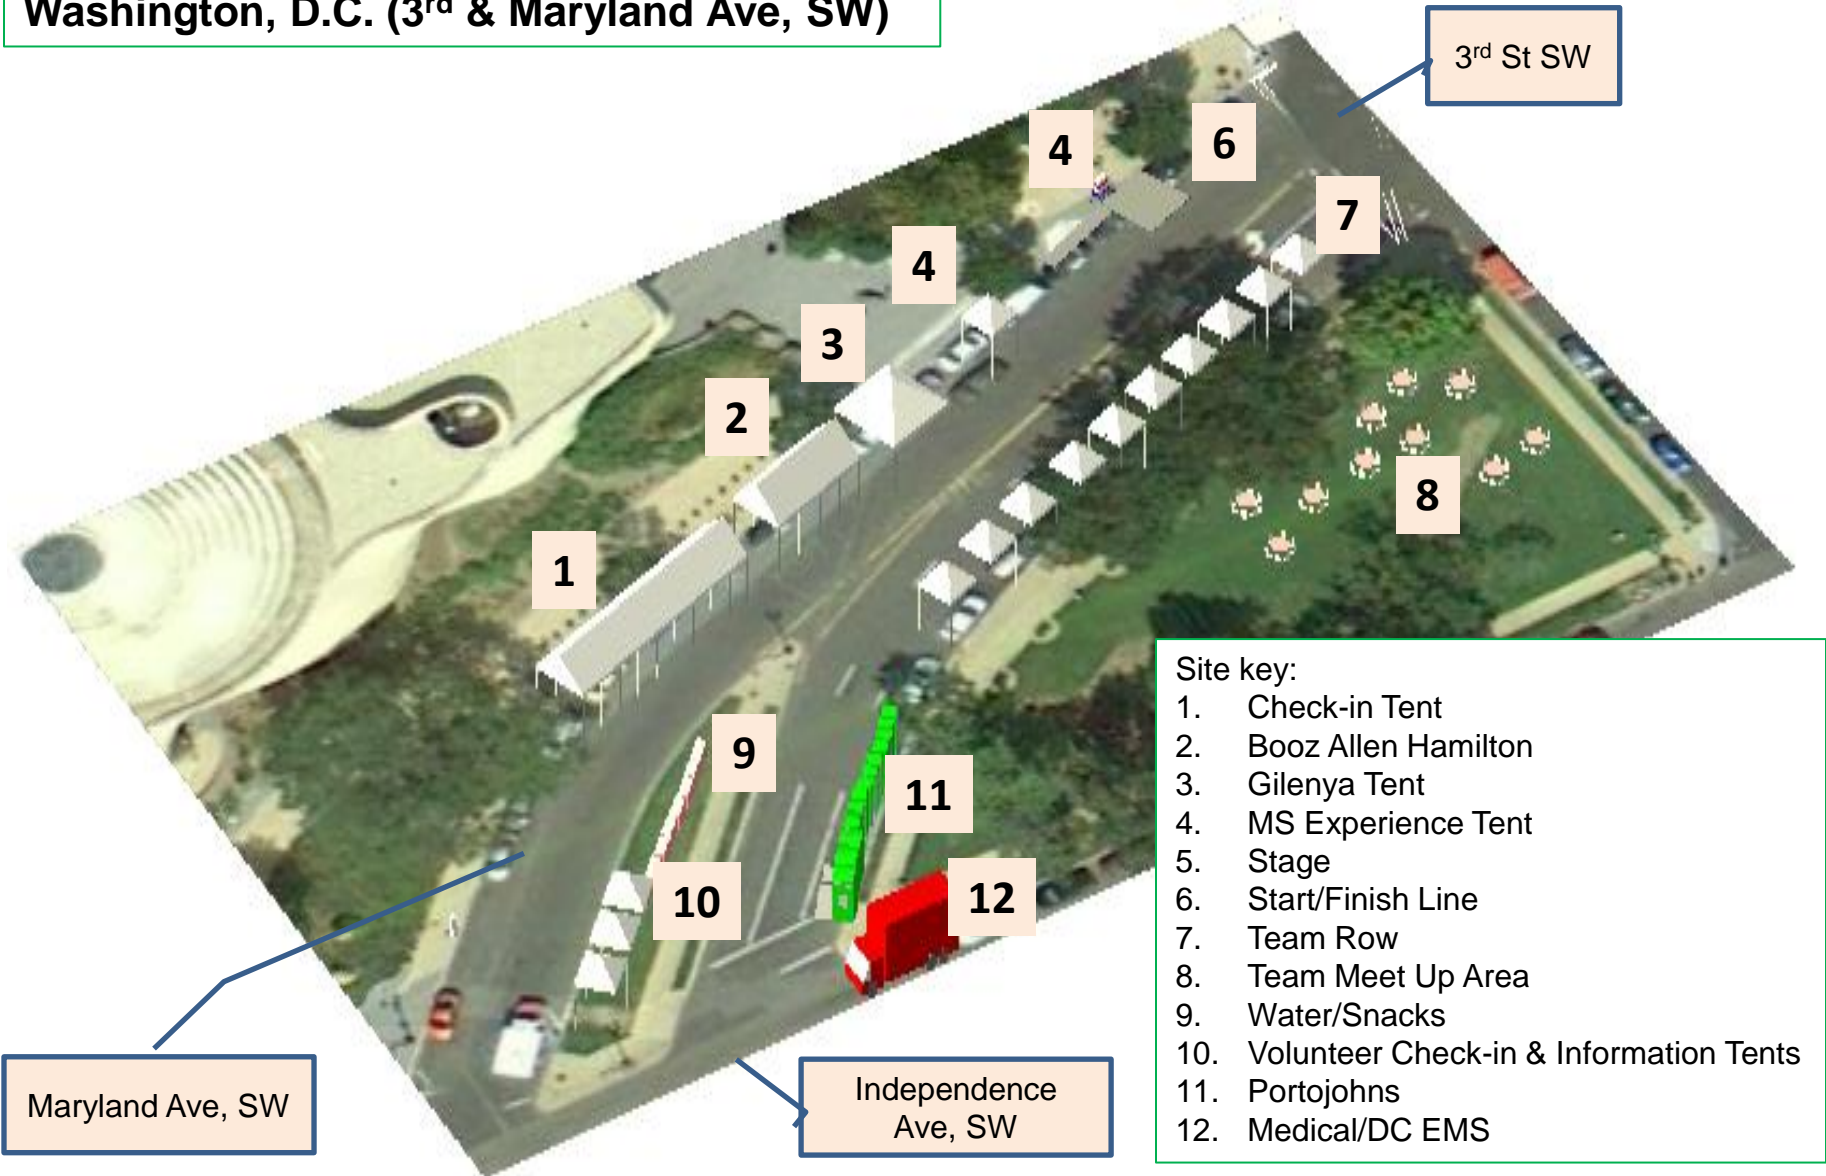 Washington, D.C. (3rd & Maryland Ave, SW)
3rd St SW
4
6
7
4
3
2
8
1
9
11
10
12
Site key:
1. Check-in Tent
2. Booz Allen Hamilton
3. Gilenya Tent
4. MS Experience Tent
5. Stage
6. Start/Finish Line
7. Team Row
8. Team Meet Up Area
9. Water/Snacks
10. Volunteer Check-in & Information Tents
11. Portojohns
12. Medical/DC EMS
Maryland Ave, SW
Independence
Ave, SW